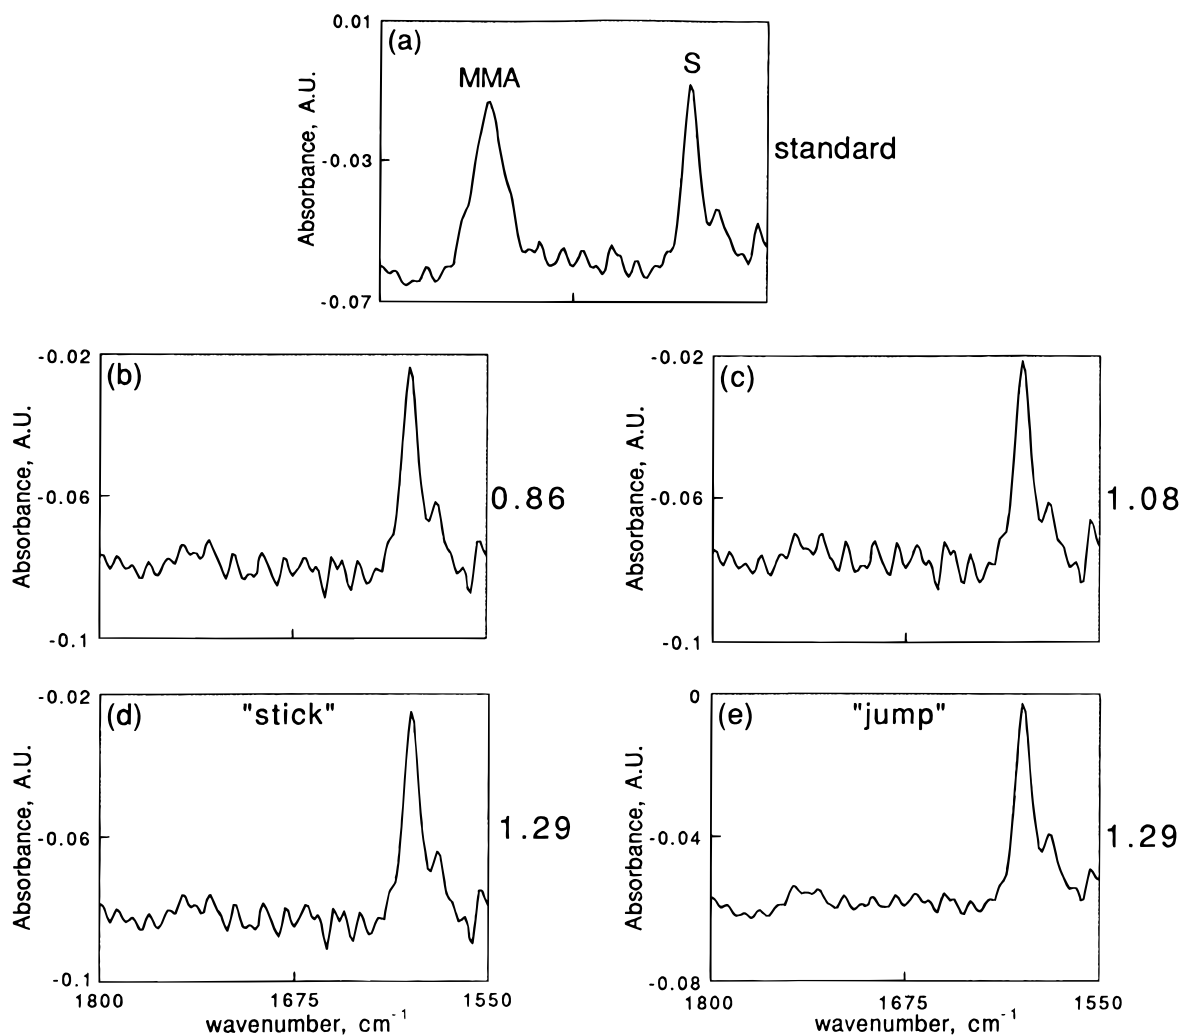 0.01
(a)
MMA
S
Absorbance, A.U.
-0.03
standard
-0.07
-0.02
(b)
Absorbance, A.U.
-0.06
0.86
-0.1
-0.02
(c)
Absorbance, A.U.
-0.06
1.08
-0.1
-0.02
(d)
"stick"
Absorbance, A.U.
-0.06
1.29
-0.1
1800
1675
1550
wavenumber, cm-1
0
(e)
"jump"
Absorbance, A.U.
-0.04
1.29
-0.08
1800
1675
1550
wavenumber, cm-1